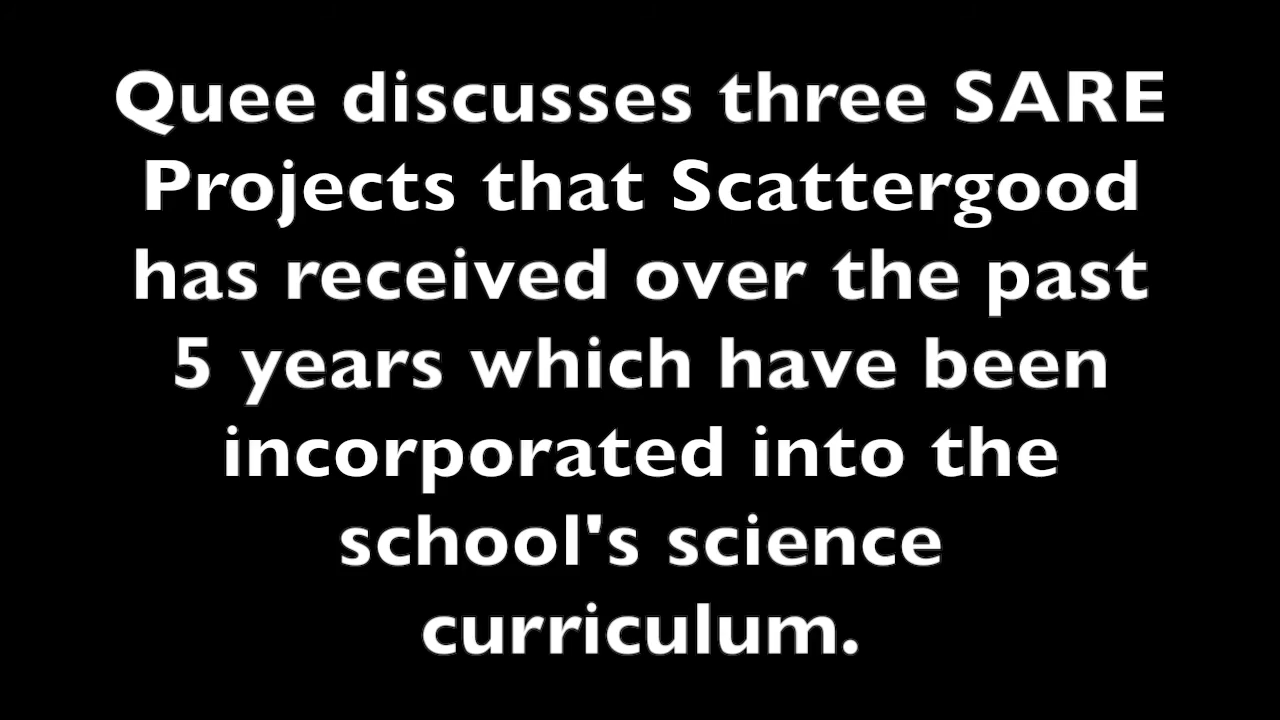 Quee discusses three SARE
Projects that Scattergood
has received over the past
5 years which have been
incorporated into the
school's science
curriculum.